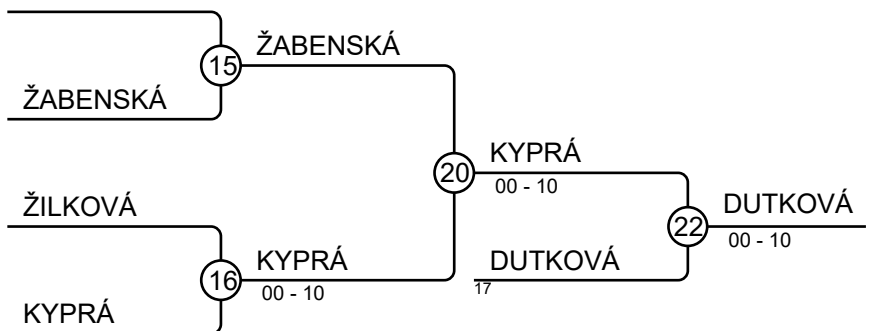 15
ŽABENSKÁ
ŽABENSKÁ
20
KYPRÁ
00 - 10
ŽILKOVÁ
22
DUTKOVÁ
00 - 10
16
KYPRÁ
00 - 10
DUTKOVÁ
17
KYPRÁ